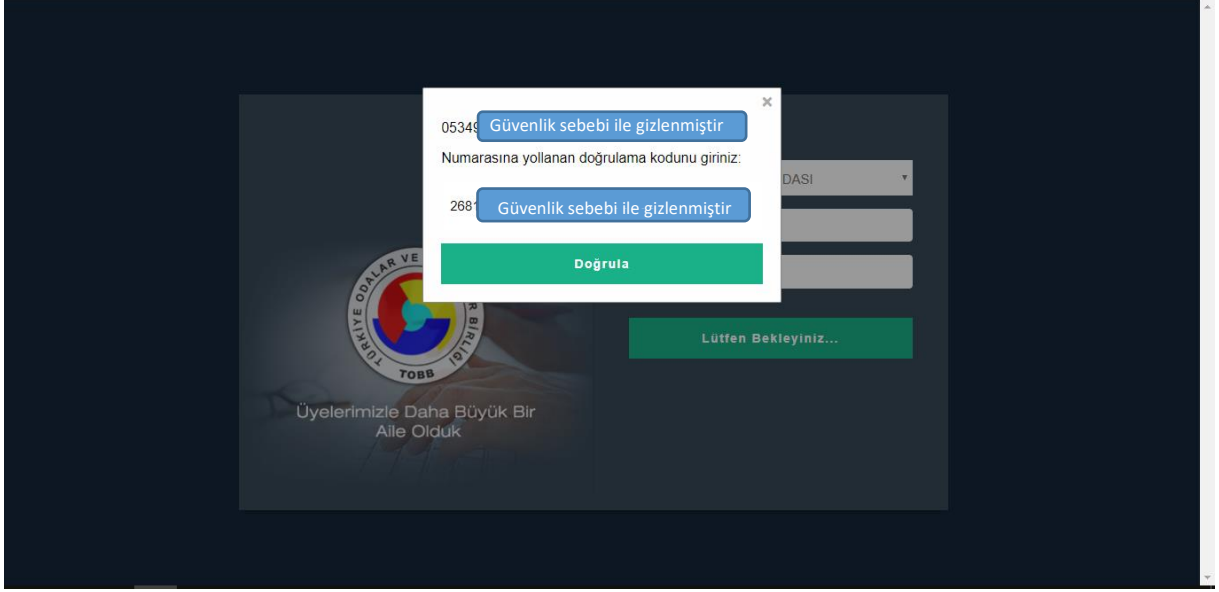 ×
05349 Güvenlik sebebi ile gizlenmiştir
Numarasına yollanan doğrulama kodunu giriniz:
2681 Güvenlik sebebi ile gizlenmiştir
Doğrula
DASI
Lütfen Bekleyiniz...
TÜRKİYE ODALAR VE BİRLİĞİ
TOBB
Üyelerimizle Daha Büyük Bir
Aile Olduk